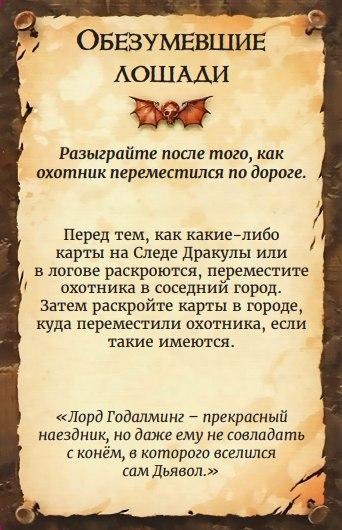 Обезумевшие
лошади
Разыграйте после того, как
охотник переместился по дороге.
Перед тем, как какие-либо
карты на Следе Дракулы или
в логове раскроются, переместите
охотника в соседний город.
Затем раскройте карты в городе,
куда переместили охотника, если
такие имеются.
«Лорд Годалминг – прекрасный
наездник, но даже ему не совладать
с конём, в которого вселился
сам Дьявол.»